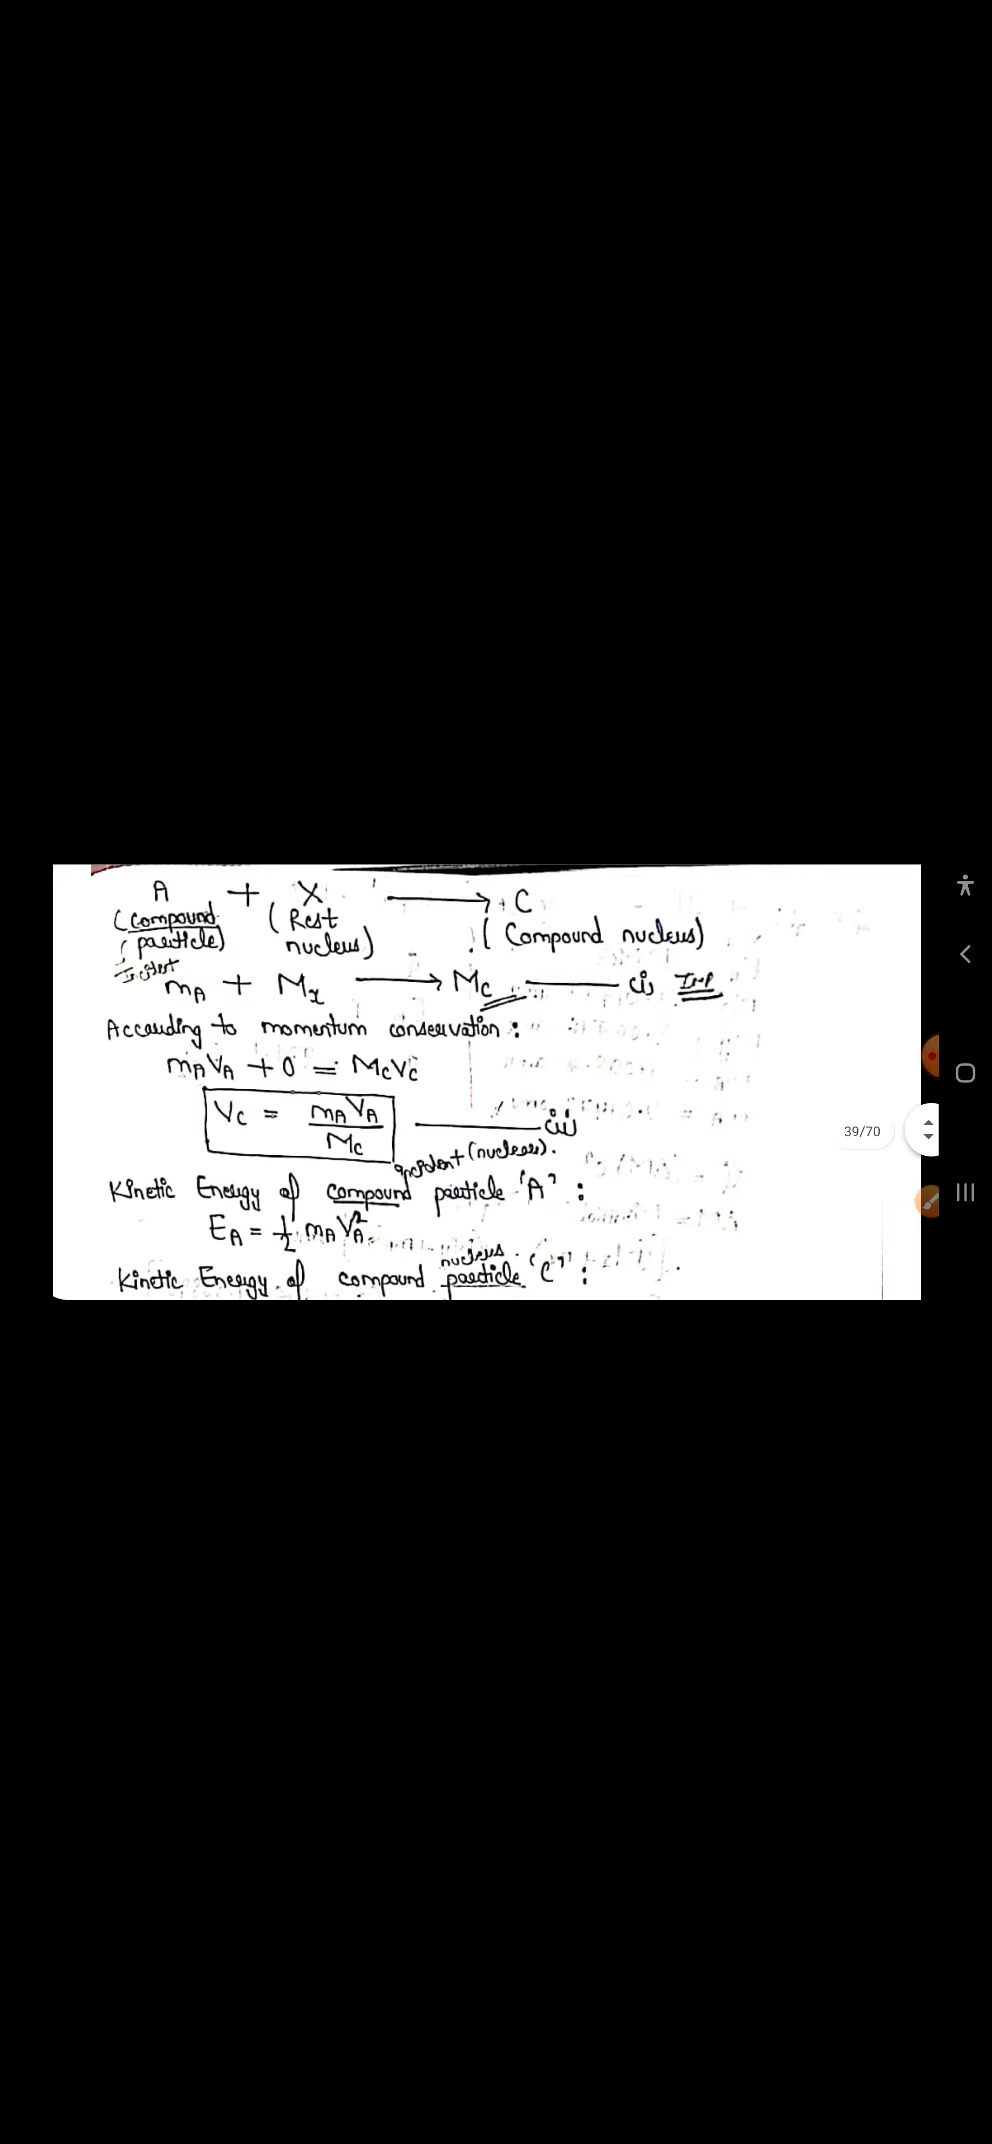 A + X → C
(Compound particle) (Rest nucleus) (Compound nucleus)
mA + Mx → Mc — (i) Imp
According to momentum conservation :
mAVA + 0 = McVc
Vc = mAVA / Mc — (ii)
incident (nucleus).
Kinetic Energy of compound particle 'A' :
EA = 1/2 mAVA²
nucleus
Kinetic Energy of compound particle 'C' :
39/70